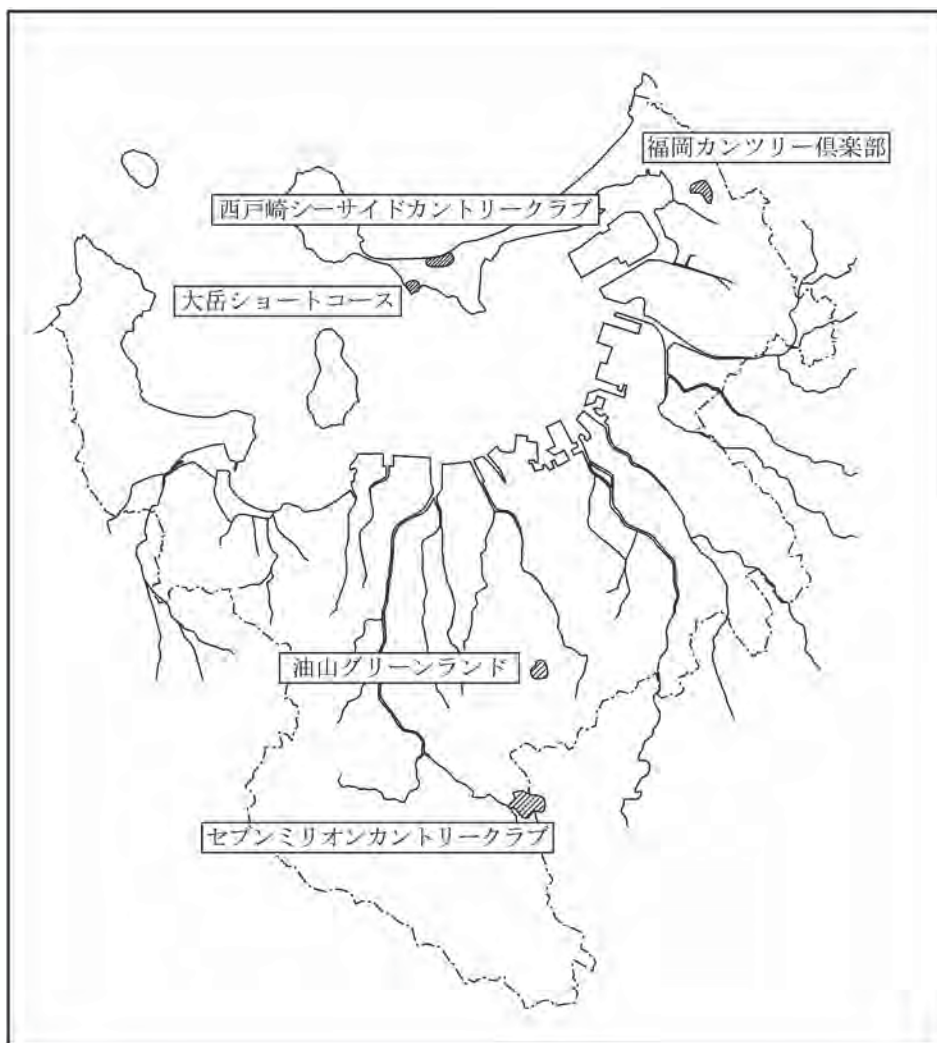 福岡カンツリー倶楽部
西戸崎シーサイドカントリークラブ
大岳ショートコース
油山グリーンランド
セブンミリオンカントリークラブ